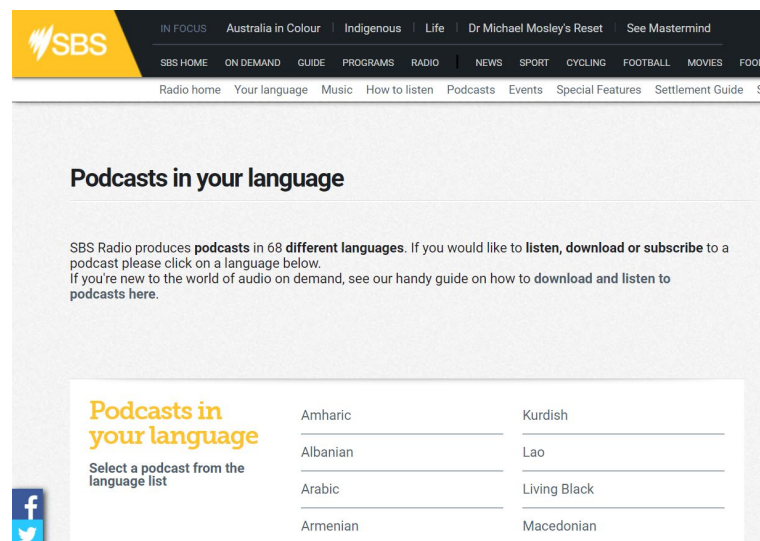 SBS
IN FOCUS Australia in Colour Indigenous Life Dr Michael Mosley's Reset See Mastermind
SBS HOME ON DEMAND GUIDE PROGRAMS RADIO NEWS SPORT CYCLING FOOTBALL MOVIES
Radio home Your language Music How to listen Podcasts Events Special Features Settlement Guide
Podcasts in your language
SBS Radio produces podcasts in 68 different languages. If you would like to listen, download or subscribe to a
podcast please click on a language below.
If you're new to the world of audio on demand, see our handy guide on how to download and listen to
podcasts here.
Podcasts in
your language
Select a podcast from the
language list
Amharic
Albanian
Arabic
Armenian
Kurdish
Lao
Living Black
Macedonian